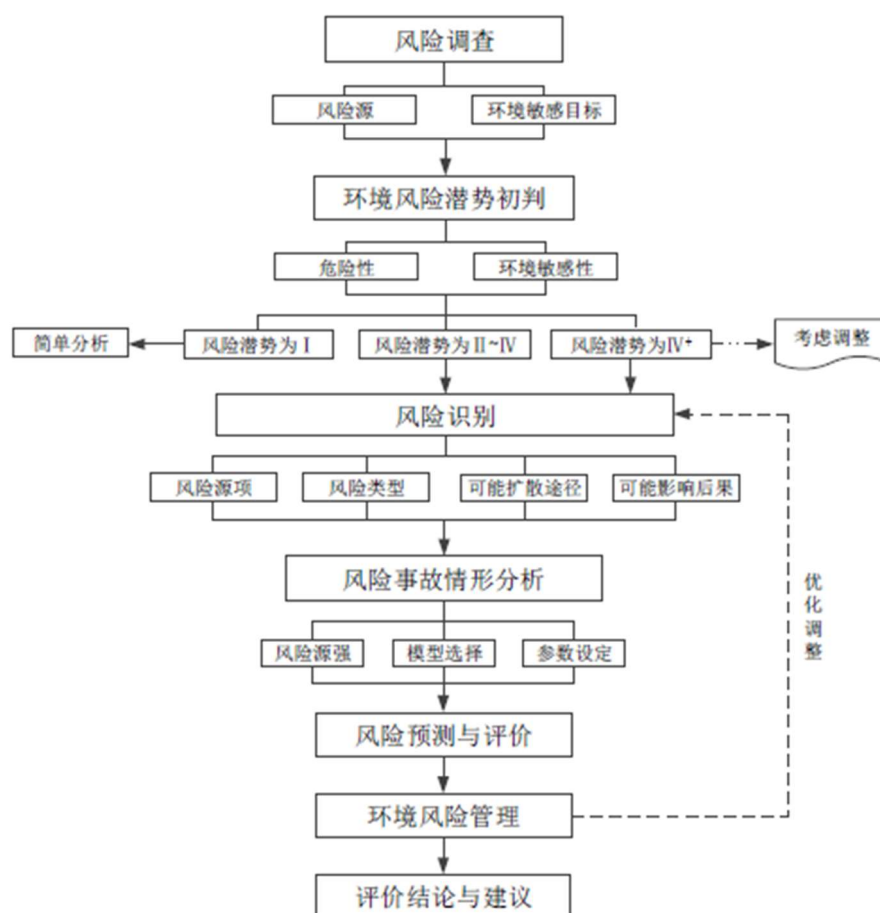 风险调查
风险源
环境敏感目标
环境风险潜势初判
危险性
环境敏感性
简单分析
风险潜势为Ⅰ
风险潜势为Ⅱ~Ⅳ
风险潜势为Ⅳ+
考虑调整
风险识别
风险源项
风险类型
可能扩散途径
可能影响后果
风险事故情形分析
优化调整
风险源强
模型选择
参数设定
风险预测与评价
环境风险管理
评价结论与建议